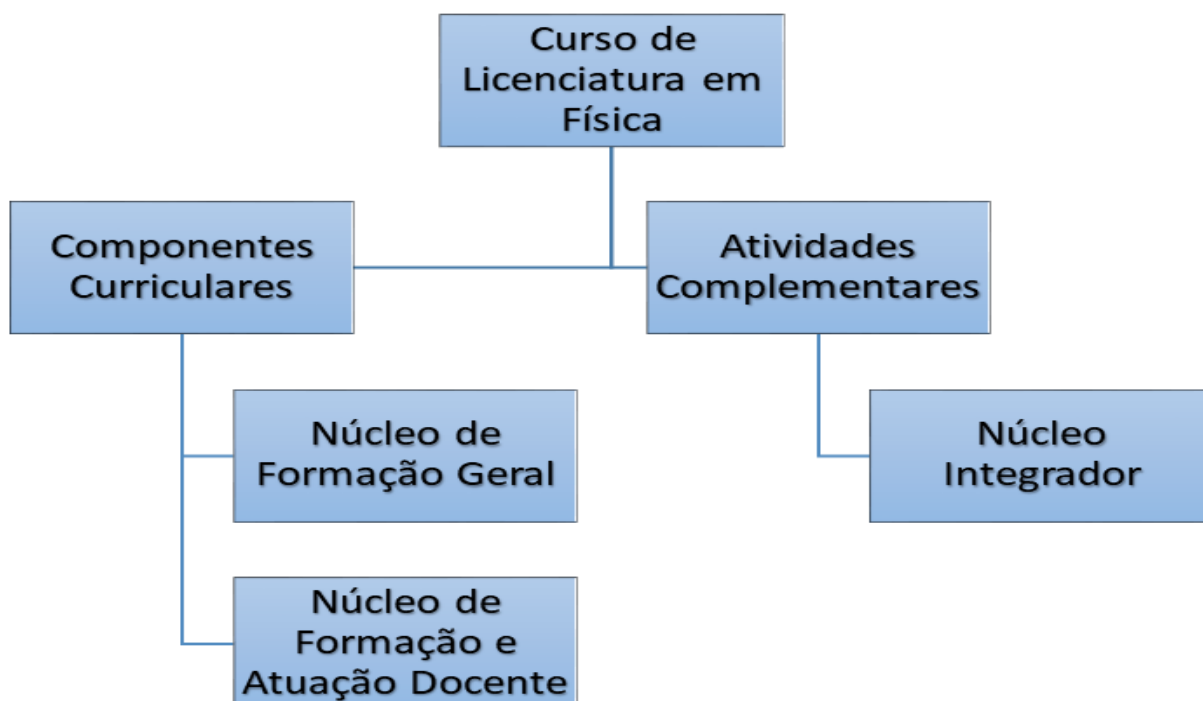 Curso de
Licenciatura em
Física
Componentes
Curriculares
Atividades
Complementares
Núcleo de
Formação Geral
Núcleo
Integrador
Núcleo de
Formação e
Atuação Docente